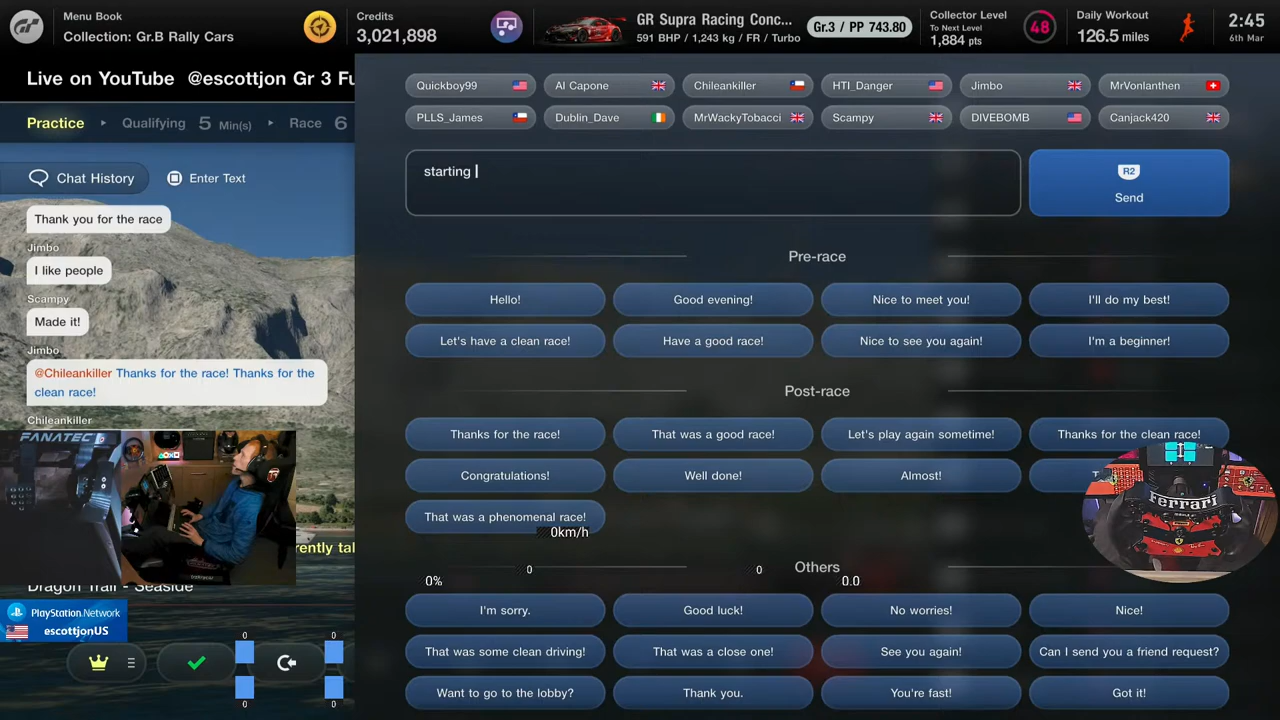 Menu Book
Collection: Gr.B Rally Cars
Credits
3,021,898
GR Supra Racing Conc...
591 BHP / 1,243 kg / FR / Turbo
Gr.3 / PP 743.80
Collector Level
To Next Level
1,884 pts
48
Daily Workout
126.5 miles
2:45
6th Mar
Live on YouTube @escottjon Gr 3 Fu
Practice
Qualifying 5 Min(s)
Race 6
Chat History
Enter Text
Thank you for the race
Jimbo
I like people
Scampy
Made it!
Jimbo
@Chileankiller Thanks for the race! Thanks for the
clean race!
Chileankiller
FANATEC
rently tal
Dragon Trail - Seaside
PlayStation Network
escottjonUS
0
0
0
0
Quickboy99
Al Capone
Chileankiller
HTI_Danger
Jimbo
MrVonlanthen
PLLS_James
Dublin_Dave
MrWackyTobacci
Scampy
DIVEBOMB
Canjack420
starting
R2
Send
Pre-race
Hello!
Good evening!
Nice to meet you!
I'll do my best!
Let's have a clean race!
Have a good race!
Nice to see you again!
I'm a beginner!
Post-race
Thanks for the race!
That was a good race!
Let's play again sometime!
Thanks for the clean race!
Congratulations!
Well done!
Almost!
That was a phenomenal race!
0km/h
Ferrari
Others
0%
0
0
0.0
I'm sorry.
Good luck!
No worries!
Nice!
That was some clean driving!
That was a close one!
See you again!
Can I send you a friend request?
Want to go to the lobby?
Thank you.
You're fast!
Got it!